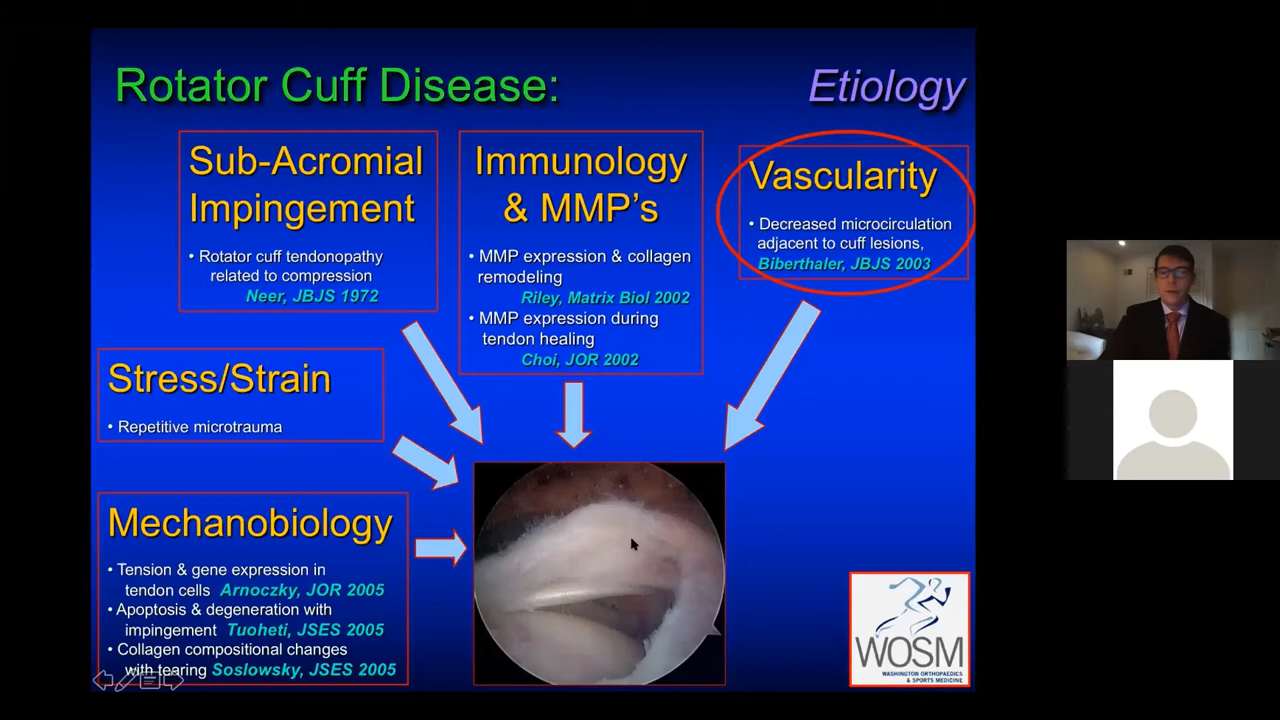 Rotator Cuff Disease:
Etiology
Sub-Acromial
Impingement
• Rotator cuff tendonopathy
related to compression
Neer, JBJS 1972
Immunology
& MMP's
• MMP expression & collagen
remodeling
Riley, Matrix Biol 2002
• MMP expression during
tendon healing
Choi, JOR 2002
Vascularity
• Decreased microcirculation
adjacent to cuff lesions,
Biberthaler, JBJS 2003
Stress/Strain
• Repetitive microtrauma
Mechanobiology
• Tension & gene expression in
tendon cells Arnoczky, JOR 2005
• Apoptosis & degeneration with
impingement Tuoheti, JSES 2005
• Collagen compositional changes
with tearing Soslowsky, JSES 2005
WOSM
WASHINGTON ORTHOPAEDICS
& SPORTS MEDICINE